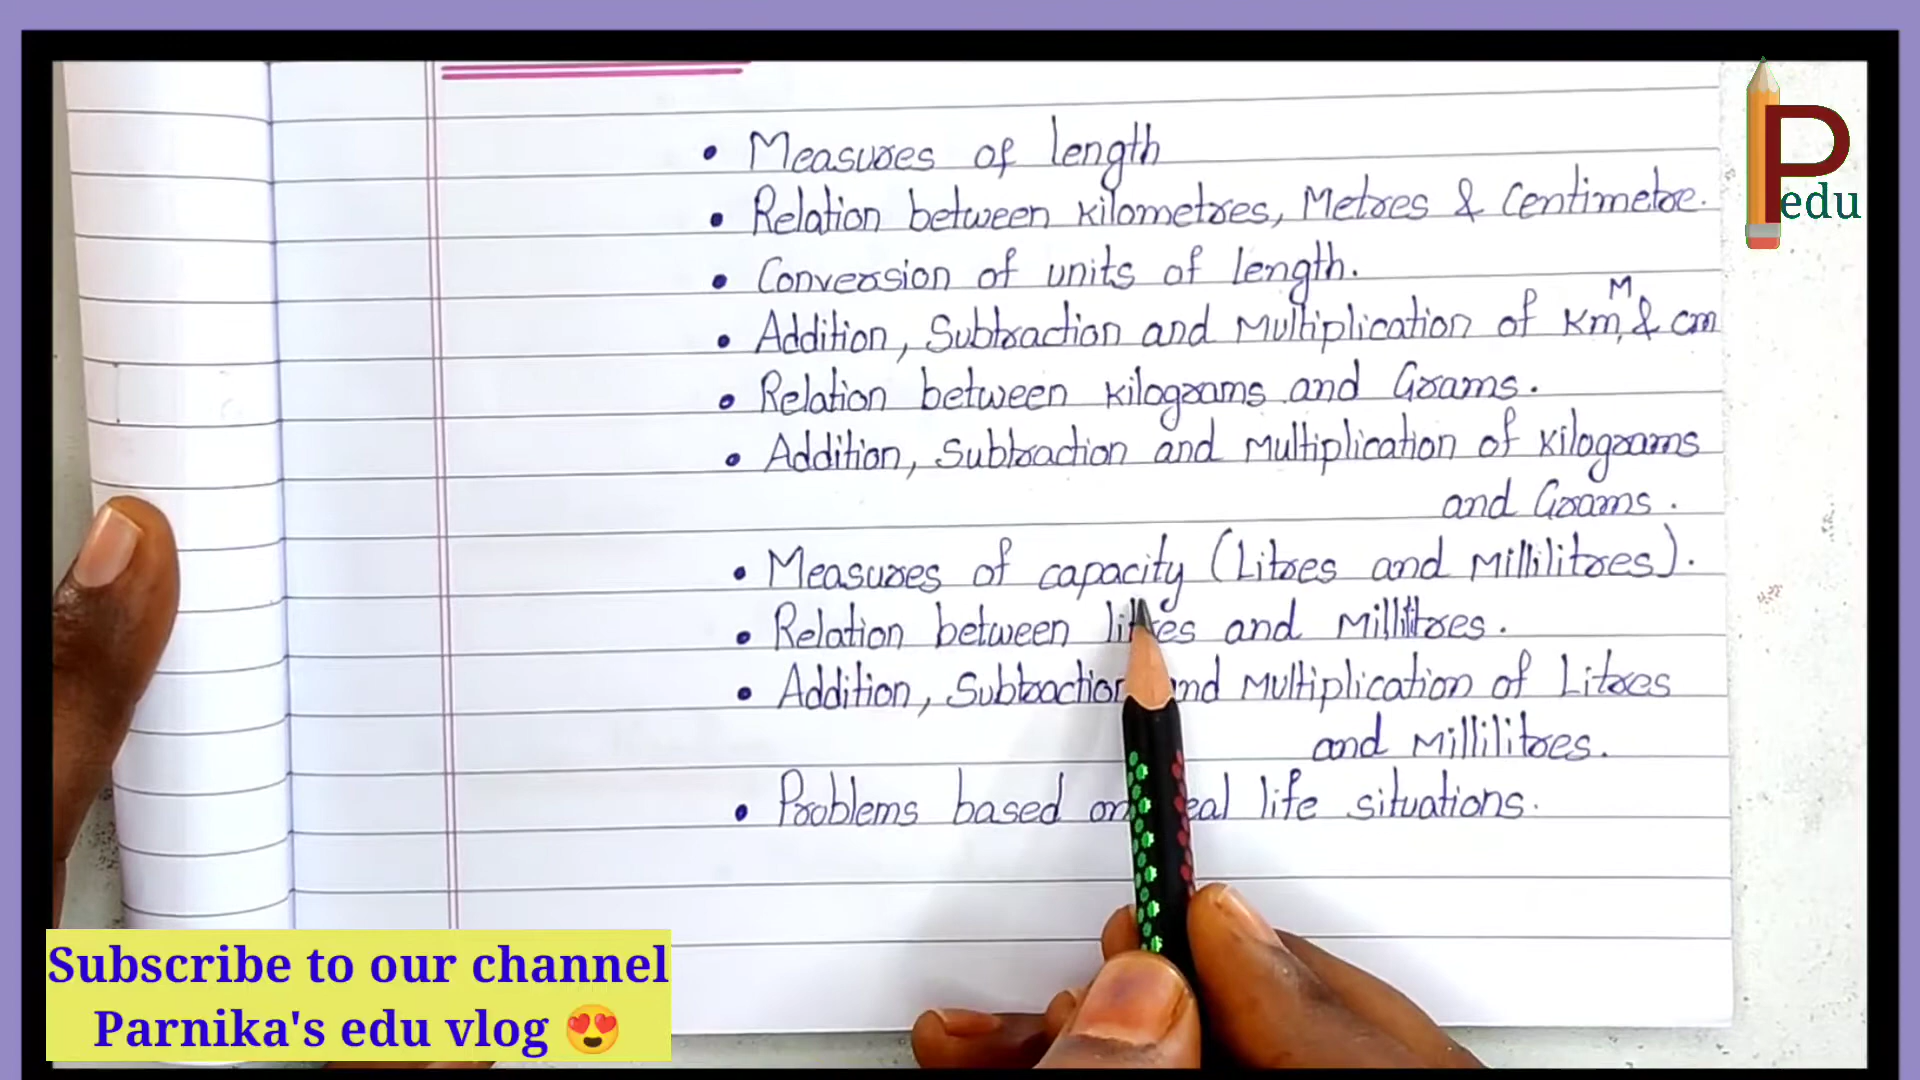 • Measures of length
• Relation between kilometres, Metres & Centimetre.
• Conversion of units of length.
• Addition, Subtraction and Multiplication of Km, M & cm
• Relation between kilograms and Grams.
• Addition, Subtraction and Multiplication of kilograms
and Grams.
• Measures of capacity (Litres and Millilitres).
• Relation between litres and Millilitres.
• Addition, Subtraction and Multiplication of Litres
and Millilitres.
• Problems based on real life situations.
P
edu
Subscribe to our channel
Parnika's edu vlog 😍